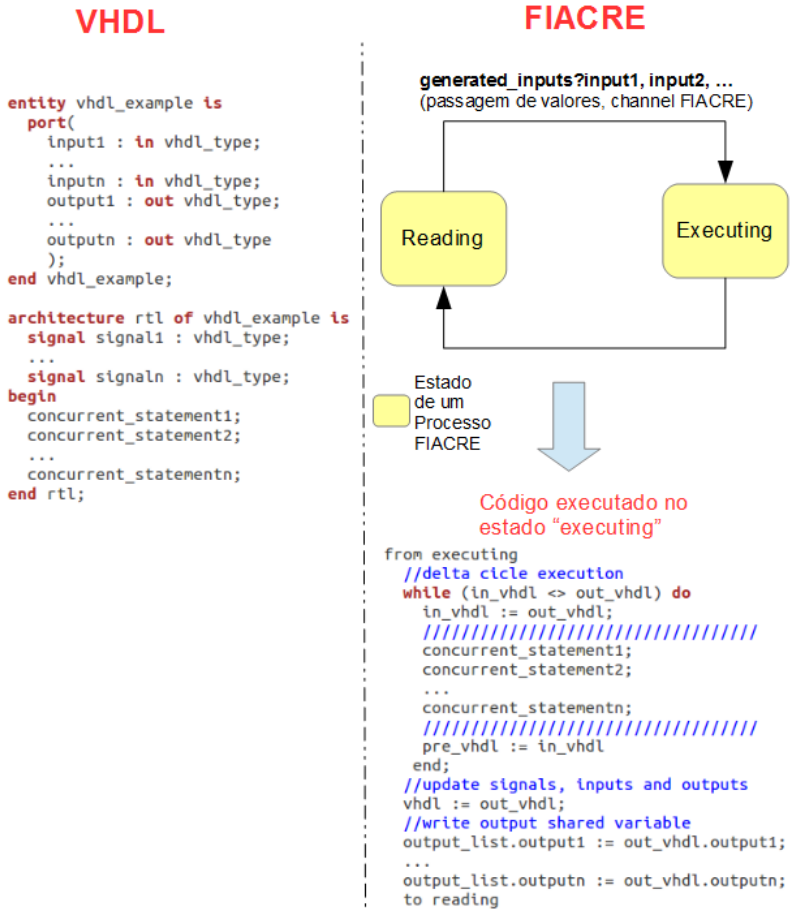 VHDL
entity vhdl_example is
port(
input1 : in vhdl_type;
...
inputn : in vhdl_type;
output1 : out vhdl_type;
...
outputn : out vhdl_type
);
end vhdl_example;
architecture rtl of vhdl_example is
signal signal1 : vhdl_type;
...
signal signaln : vhdl_type;
begin
concurrent_statement1;
concurrent_statement2;
...
concurrent_statementn;
end rtl;
FIACRE
generated_inputs?input1, input2, ...
(passagem de valores, channel FIACRE)
Reading
Executing
Estado
de um
Processo
FIACRE
Código executado no
estado “executing”
from executing
//delta cicle execution
while (in_vhdl <> out_vhdl) do
in_vhdl := out_vhdl;
///////////////////////////////////
concurrent_statement1;
concurrent_statement2;
...
concurrent_statementn;
///////////////////////////////////
pre_vhdl := in_vhdl
end;
//update signals, inputs and outputs
vhdl := out_vhdl;
//write output shared variable
output_list.output1 := out_vhdl.output1;
...
output_list.outputn := out_vhdl.outputn;
to reading